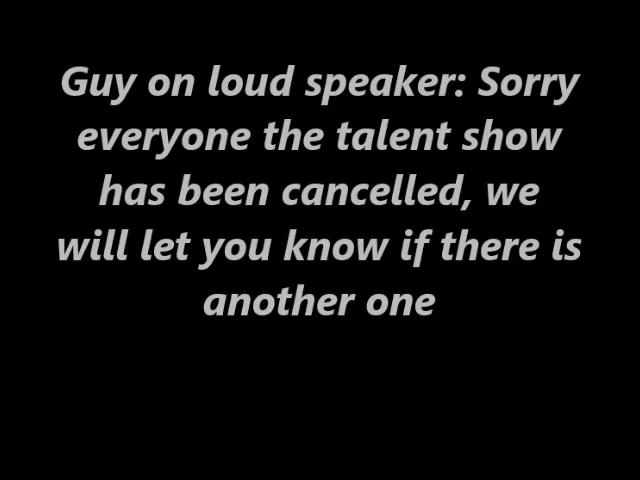 Guy on loud speaker: Sorry
everyone the talent show
has been cancelled, we
will let you know if there is
another one